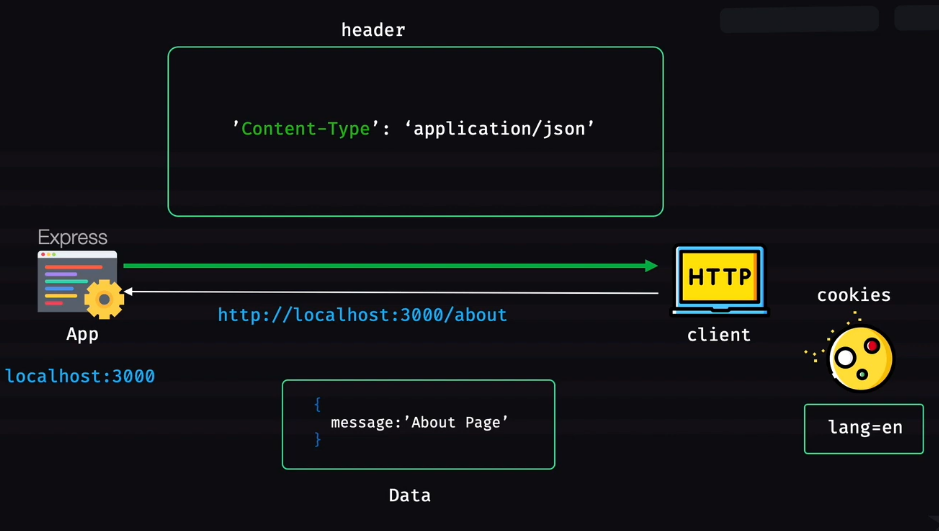 header
’Content-Type’: ‘application/json’
Express
HTTP
cookies
http://localhost:3000/about
App
client
localhost:3000
{
message:’About Page’
}
lang=en
Data